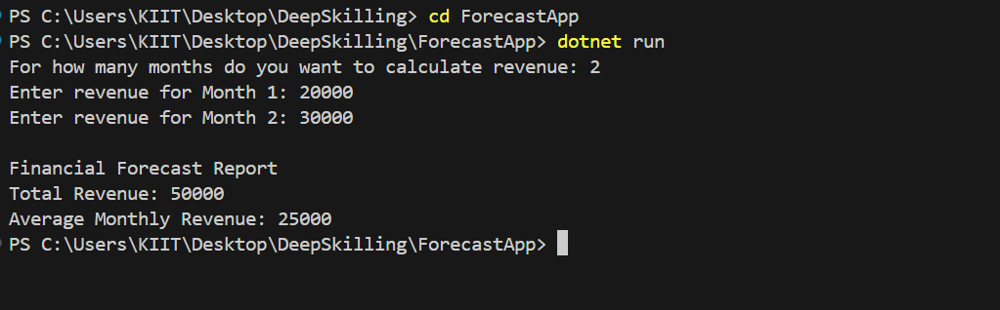 PS C:\Users\KIIT\Desktop\DeepSkilling> cd ForecastApp
PS C:\Users\KIIT\Desktop\DeepSkilling\ForecastApp> dotnet run
For how many months do you want to calculate revenue: 2
Enter revenue for Month 1: 20000
Enter revenue for Month 2: 30000
Financial Forecast Report
Total Revenue: 50000
Average Monthly Revenue: 25000
PS C:\Users\KIIT\Desktop\DeepSkilling\ForecastApp>